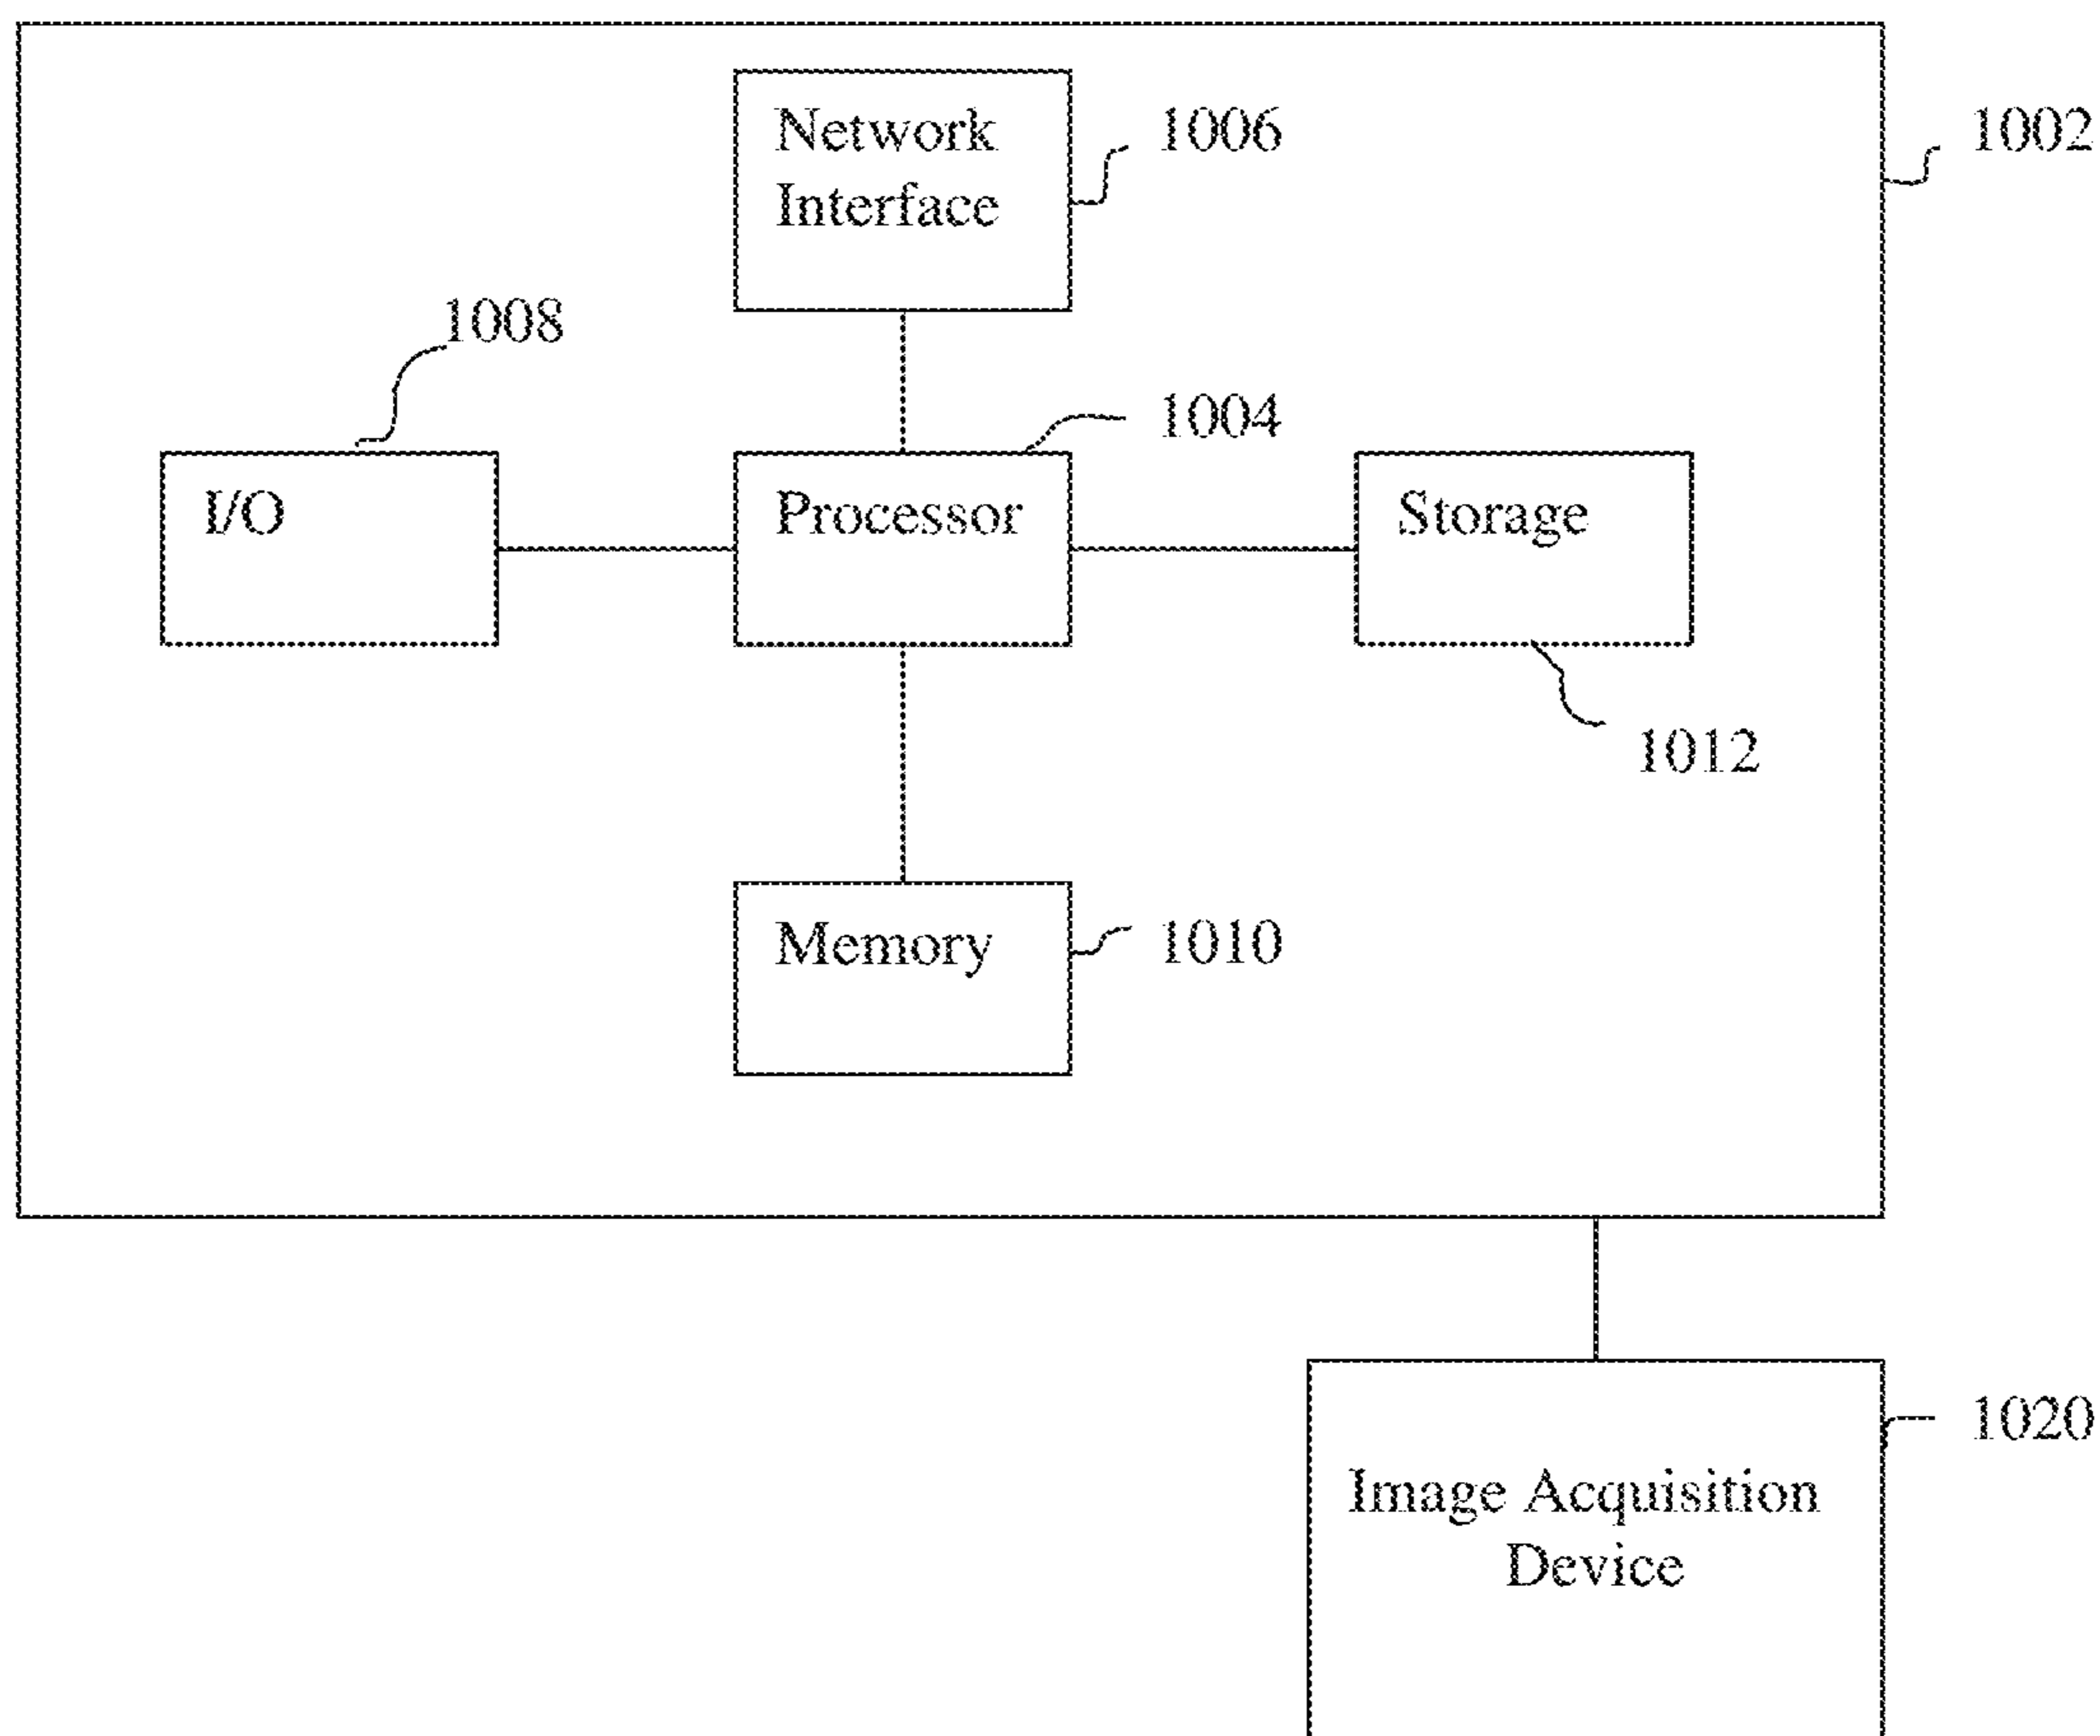 Network
Interface
1006
1002
1008
1004
I/O
Processor
Storage
1012
Memory
1010
1020
Image Acquisition
Device